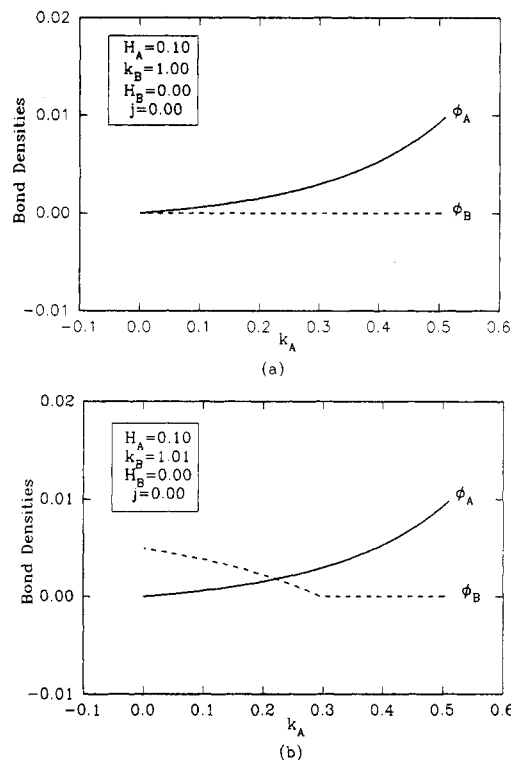 0.02
H_A=0.10
k_B=1.00
H_B=0.00
j=0.00
0.01
ϕ_A
Bond Densities
0.00
ϕ_B
-0.01
-0.1 0.0 0.1 0.2 0.3 0.4 0.5 0.6
k_A
(a)
0.02
H_A=0.10
k_B=1.01
H_B=0.00
j=0.00
0.01
ϕ_A
Bond Densities
0.00
ϕ_B
-0.01
-0.1 0.0 0.1 0.2 0.3 0.4 0.5 0.6
k_A
(b)